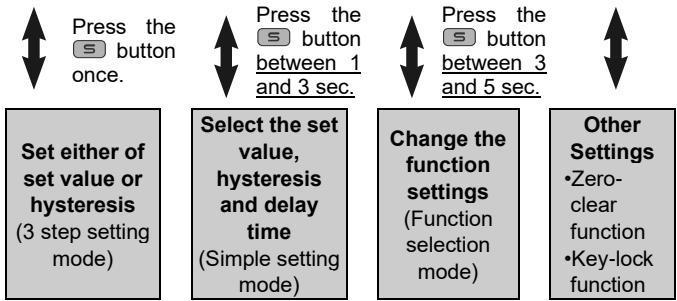 Press the
S button
once.
Press the
S button
between 1
and 3 sec.
Press the
S button
between 3
and 5 sec.
Set either of
set value or
hysteresis
(3 step setting
mode)
Select the set
value,
hysteresis
and delay
time
(Simple setting
mode)
Change the
function
settings
(Function
selection
mode)
Other
Settings
•Zero-
clear
function
•Key-lock
function